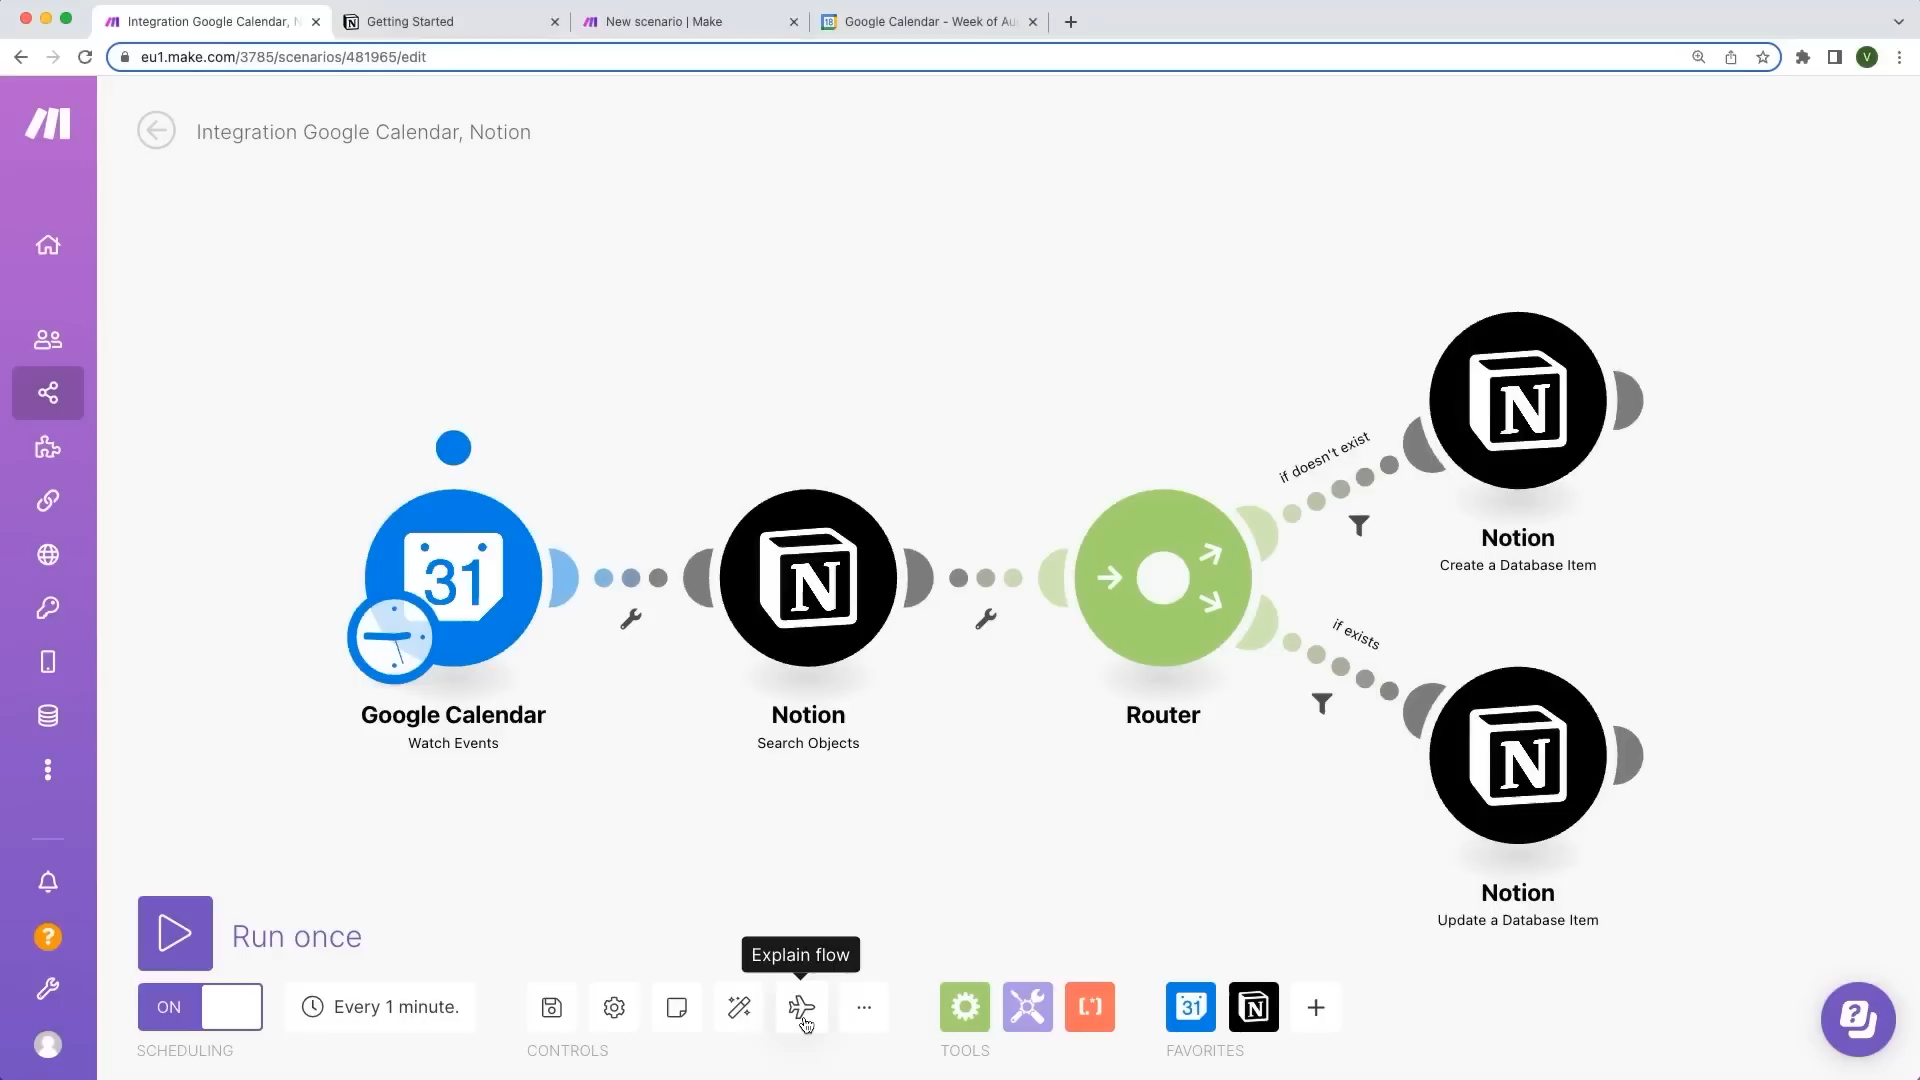 Integration Google Calendar, N
Getting Started
New scenario | Make
Google Calendar - Week of Au
eu1.make.com/3785/scenarios/481965/edit
V
Integration Google Calendar, Notion
if doesn't exist
31
N
N
N
N
Notion
Create a Database Item
if exists
Google Calendar
Watch Events
Notion
Search Objects
Router
Notion
Update a Database Item
Run once
Explain flow
ON
Every 1 minute.
31
N
SCHEDULING
CONTROLS
TOOLS
FAVORITES